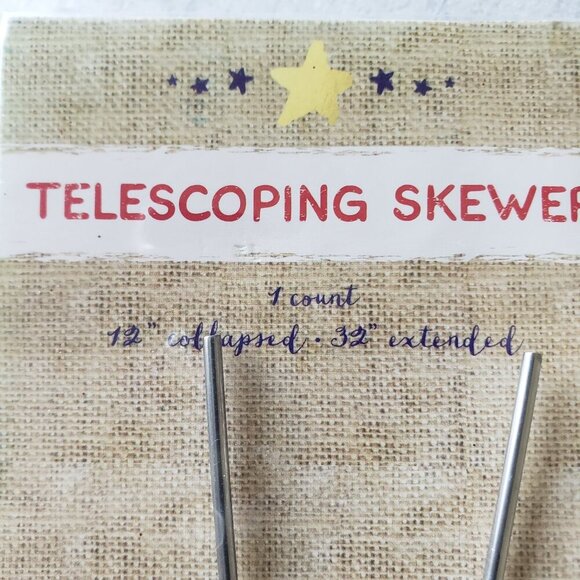 TELESCOPING SKEWER
1 count
12" collapsed • 32" extended